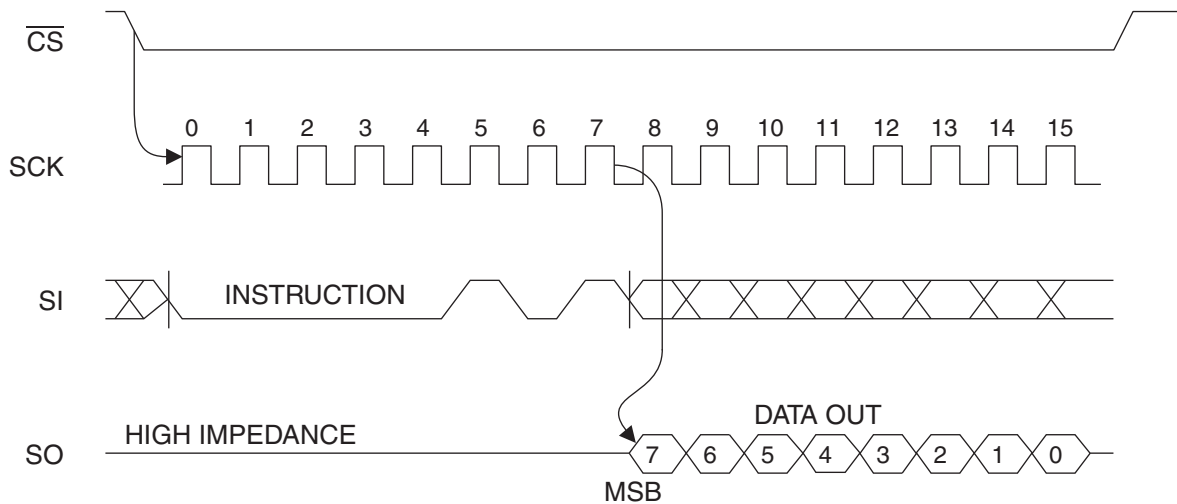 C̅S̅
0 1 2 3 4 5 6 7 8 9 10 11 12 13 14 15
SCK
INSTRUCTION
SI
DATA OUT
HIGH IMPEDANCE
SO
7 6 5 4 3 2 1 0
MSB